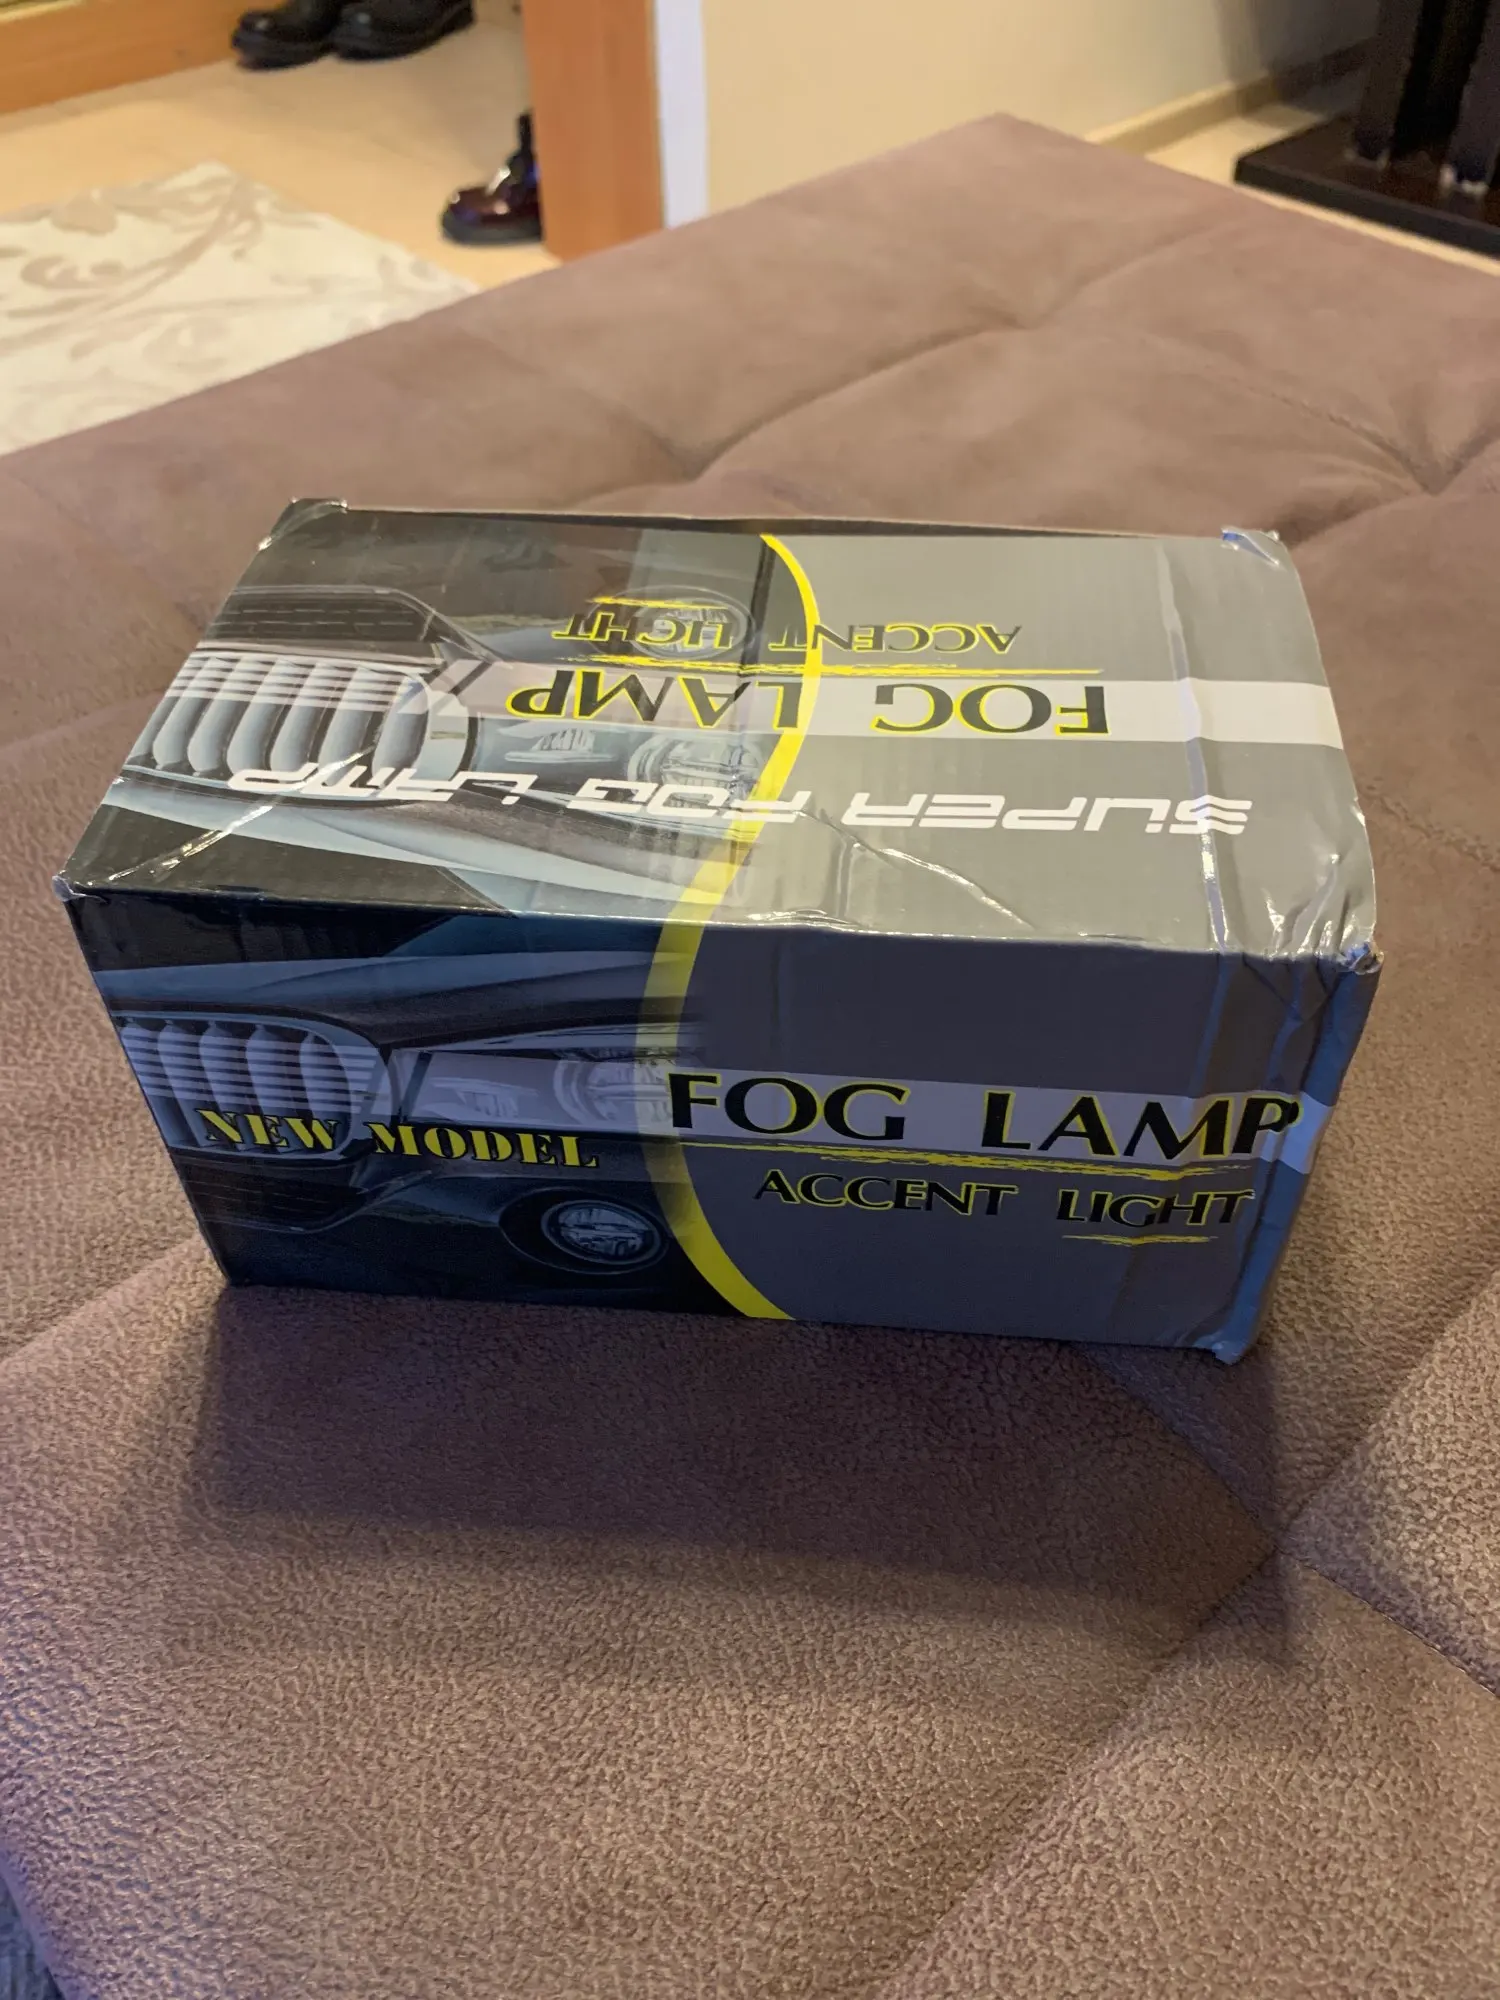 ACCENT LIGHT
FOG LAMP
SUPER FOG LAMP
NEW MODEL
FOG LAMP
ACCENT LIGHT